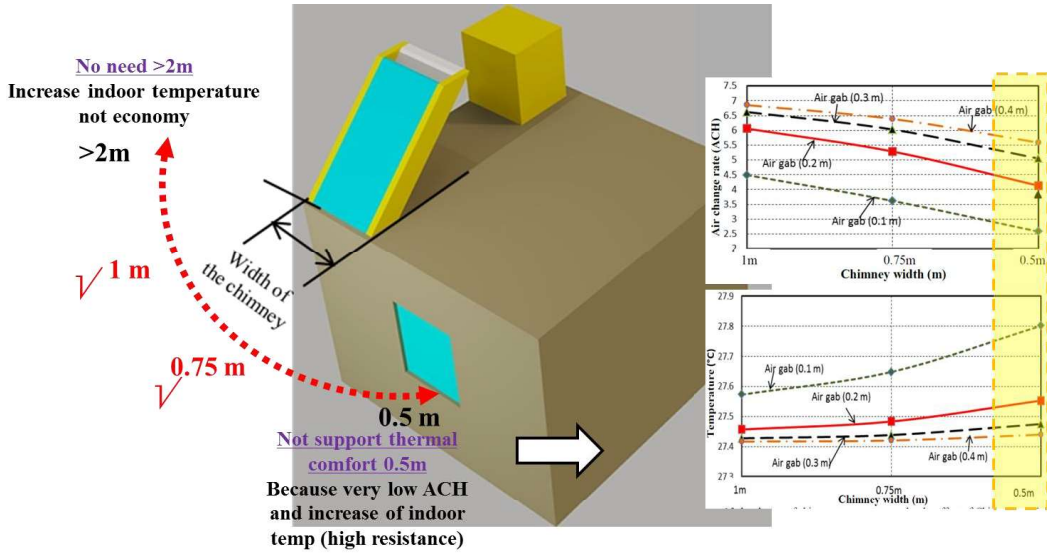 No need >2m
Increase indoor temperature
not economy
>2m
√ 1 m
√ 0.75 m
0.5 m
Not support thermal
comfort 0.5m
Because very low ACH
and increase of indoor
temp (high resistance)
Width of
the chimney
Air change rate (ACH)
7.5
7
6.5
6
5.5
5
4.5
4
3.5
3
2.5
2
Air gab (0.3 m)
Air gab (0.4 m)
Air gab (0.2 m)
Air gab (0.1 m)
1m
0.75m
0.5m
Chimney width (m)
Temperature (°C)
27.9
27.8
27.7
27.6
27.5
27.4
27.3
Air gab (0.1 m)
Air gab (0.2 m)
Air gab (0.3 m)
Air gab (0.4 m)
1m
0.75m
0.5m
Chimney width (m)